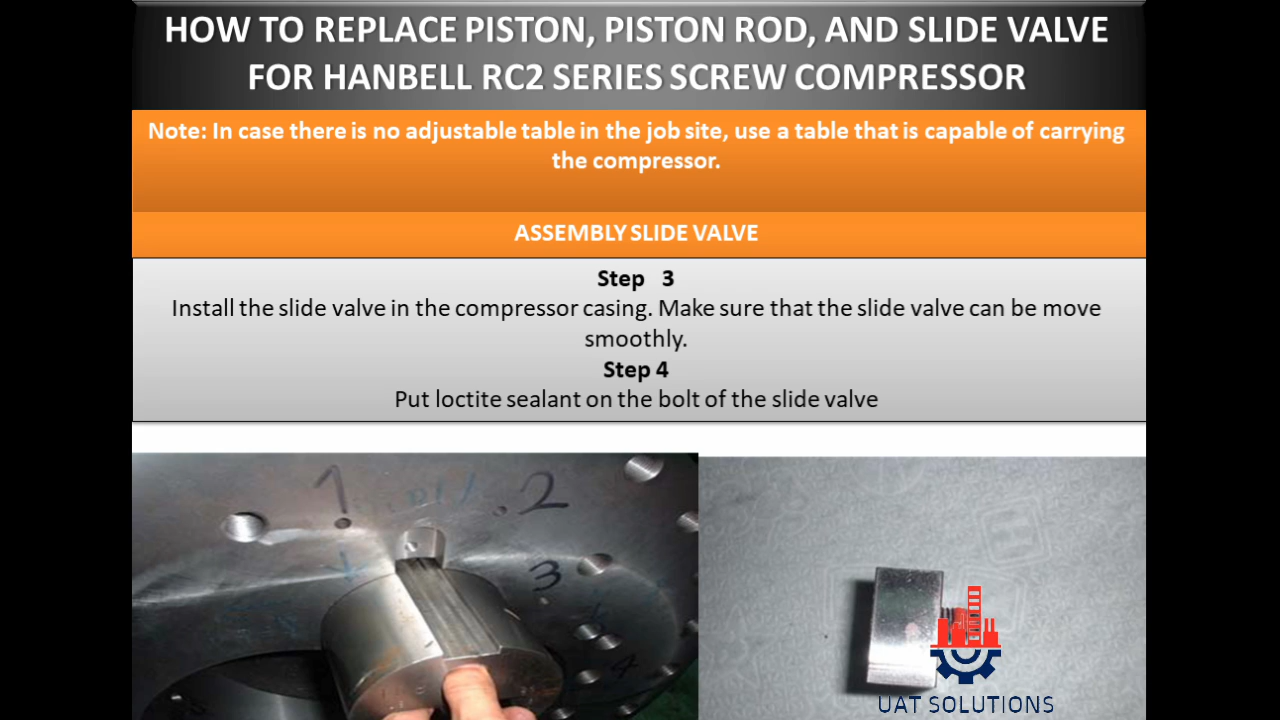 HOW TO REPLACE PISTON, PISTON ROD, AND SLIDE VALVE
FOR HANBELL RC2 SERIES SCREW COMPRESSOR
Note: In case there is no adjustable table in the job site, use a table that is capable of carrying
the compressor.
ASSEMBLY SLIDE VALVE
Step 3
Install the slide valve in the compressor casing. Make sure that the slide valve can be move
smoothly.
Step 4
Put loctite sealant on the bolt of the slide valve
1
.2
3
4
UAT SOLUTIONS